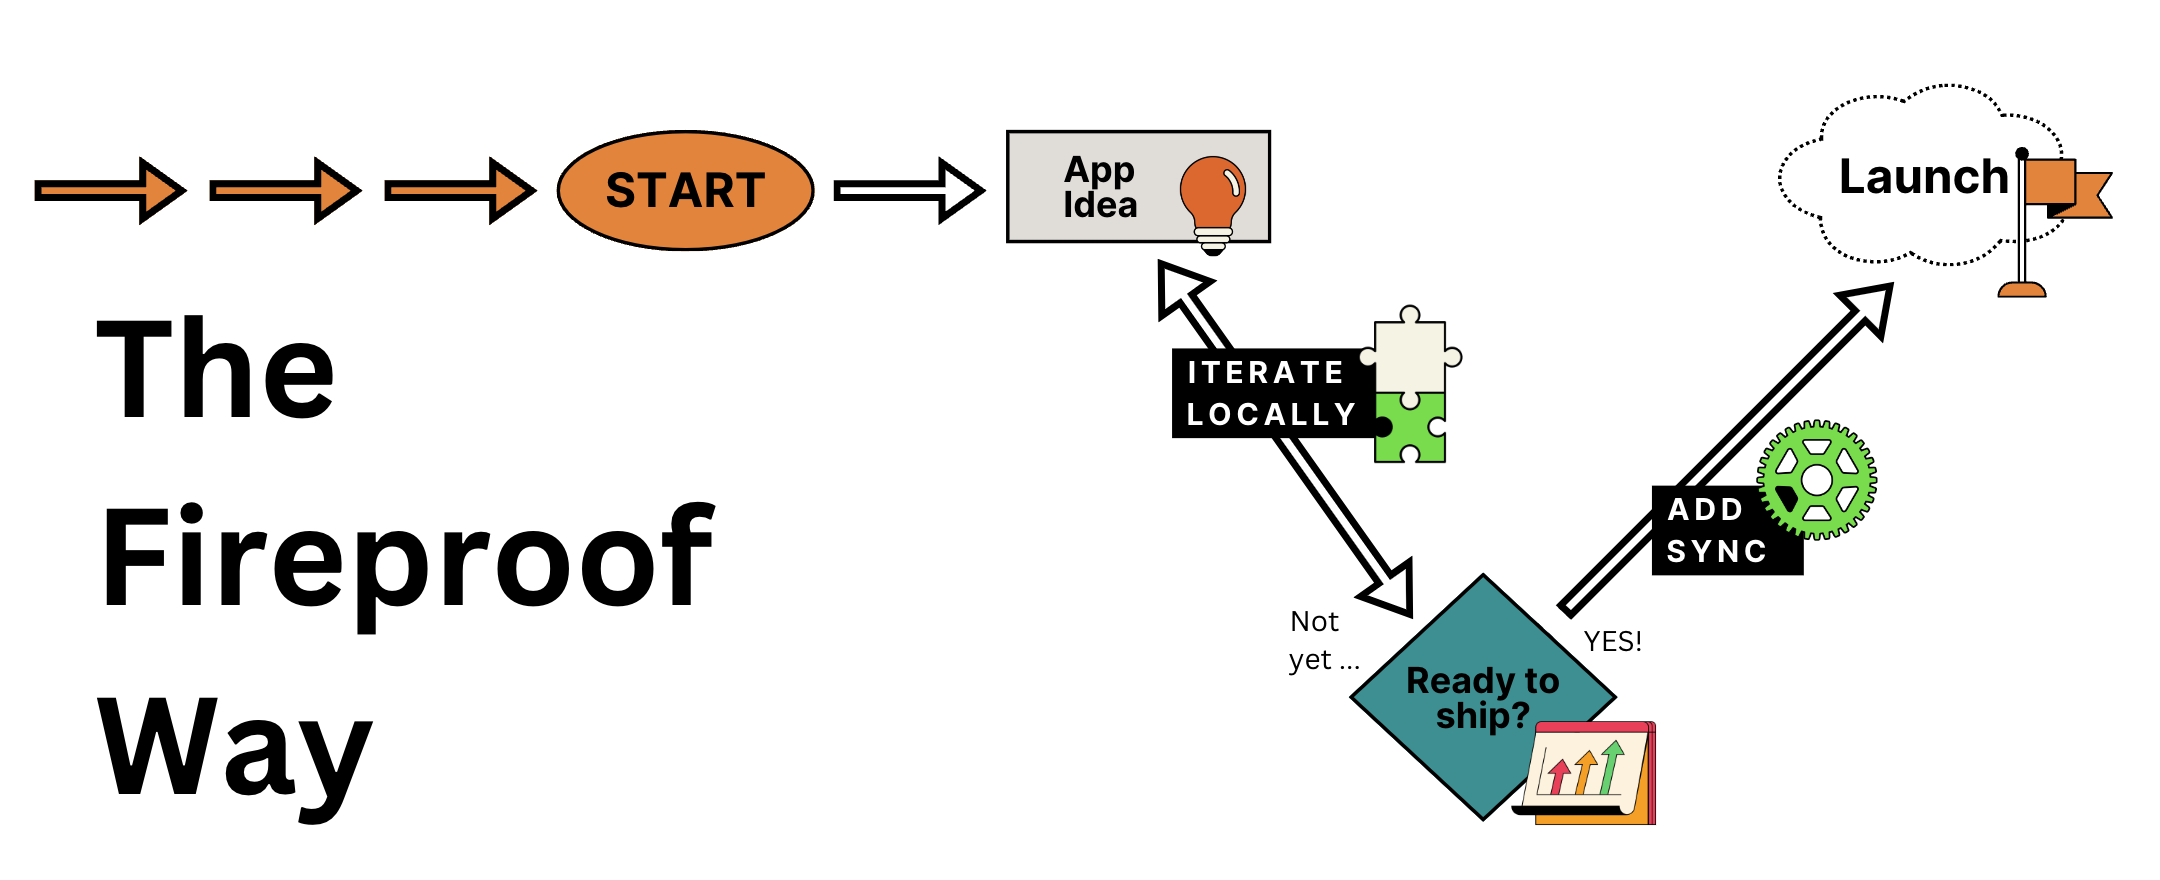 START
App
Idea
Launch
The
Fireproof
Way
ITERATE
LOCALLY
ADD
SYNC
Not
yet ...
YES!
Ready to
ship?